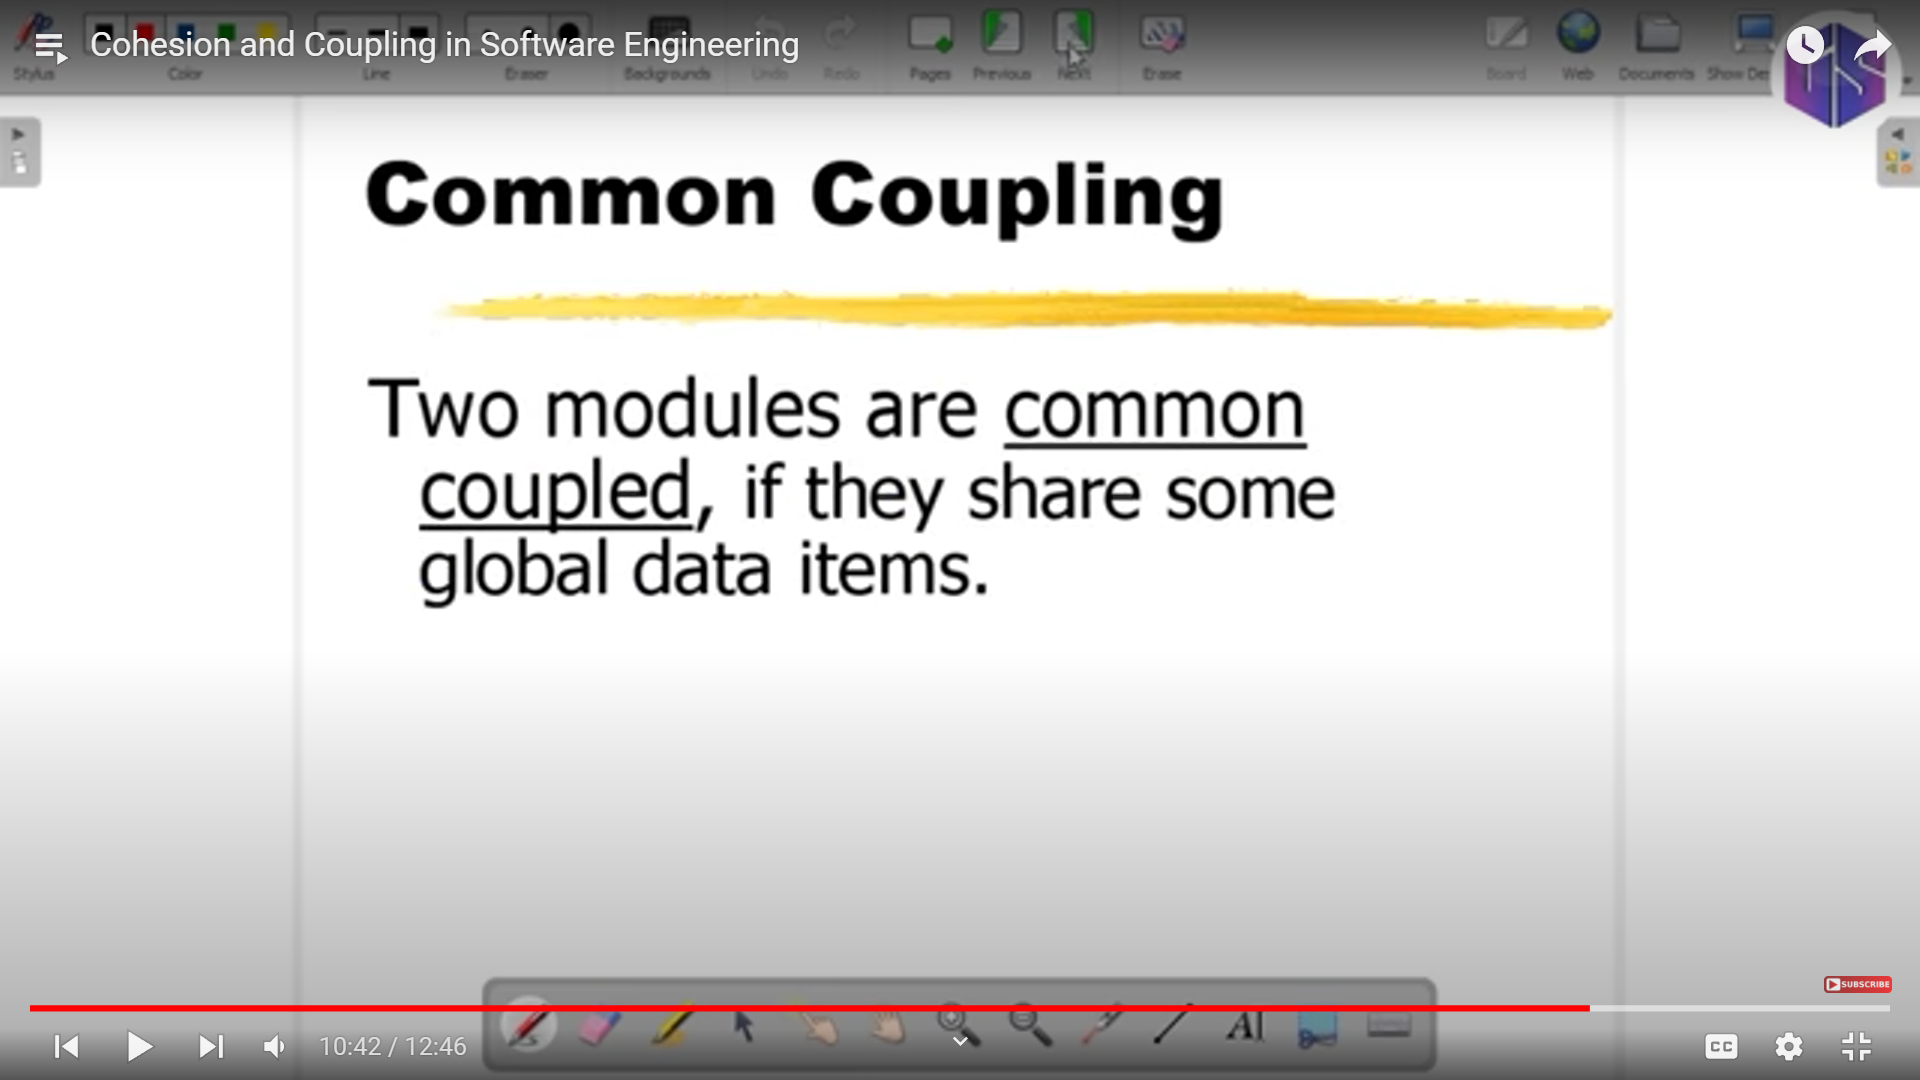 Cohesion and Coupling in Software Engineering
Stylus Color Line Eraser Backgrounds Undo Redo Pages Previous Next Erase Board Web Documents Show De
Common Coupling
Two modules are common
coupled, if they share some
global data items.
SUBSCRIBE
AI
10:42 / 12:46
CC